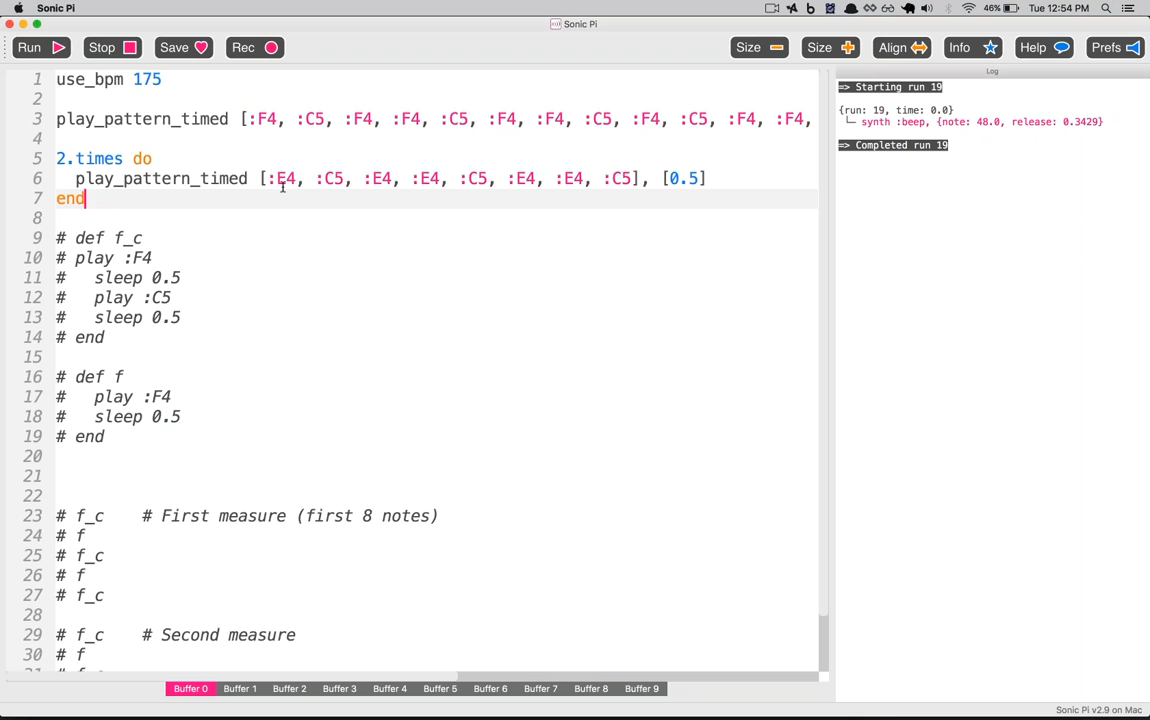 Sonic Pi
46%
Tue 12:54 PM
Sonic Pi
Run
Stop
Save
Rec
Size
Size
Align
Info
Help
Prefs
1 use_bpm 175
2
3 play_pattern_timed [:F4, :C5, :F4, :F4, :C5, :F4, :F4, :C5, :F4, :C5, :F4, :F4,
4
5 2.times do
6 play_pattern_timed [:E4, :C5, :E4, :E4, :C5, :E4, :E4, :C5], [0.5]
7 end
8
9 # def f_c
10 # play :F4
11 # sleep 0.5
12 # play :C5
13 # sleep 0.5
14 # end
15
16 # def f
17 # play :F4
18 # sleep 0.5
19 # end
20
21
22
23 # f_c # First measure (first 8 notes)
24 # f
25 # f_c
26 # f
27 # f_c
28
29 # f_c # Second measure
30 # f
Log
=> Starting run 19
{run: 19, time: 0.0}
└─ synth :beep, {note: 48.0, release: 0.3429}
=> Completed run 19
Buffer 0
Buffer 1
Buffer 2
Buffer 3
Buffer 4
Buffer 5
Buffer 6
Buffer 7
Buffer 8
Buffer 9
Sonic Pi v2.9 on Mac